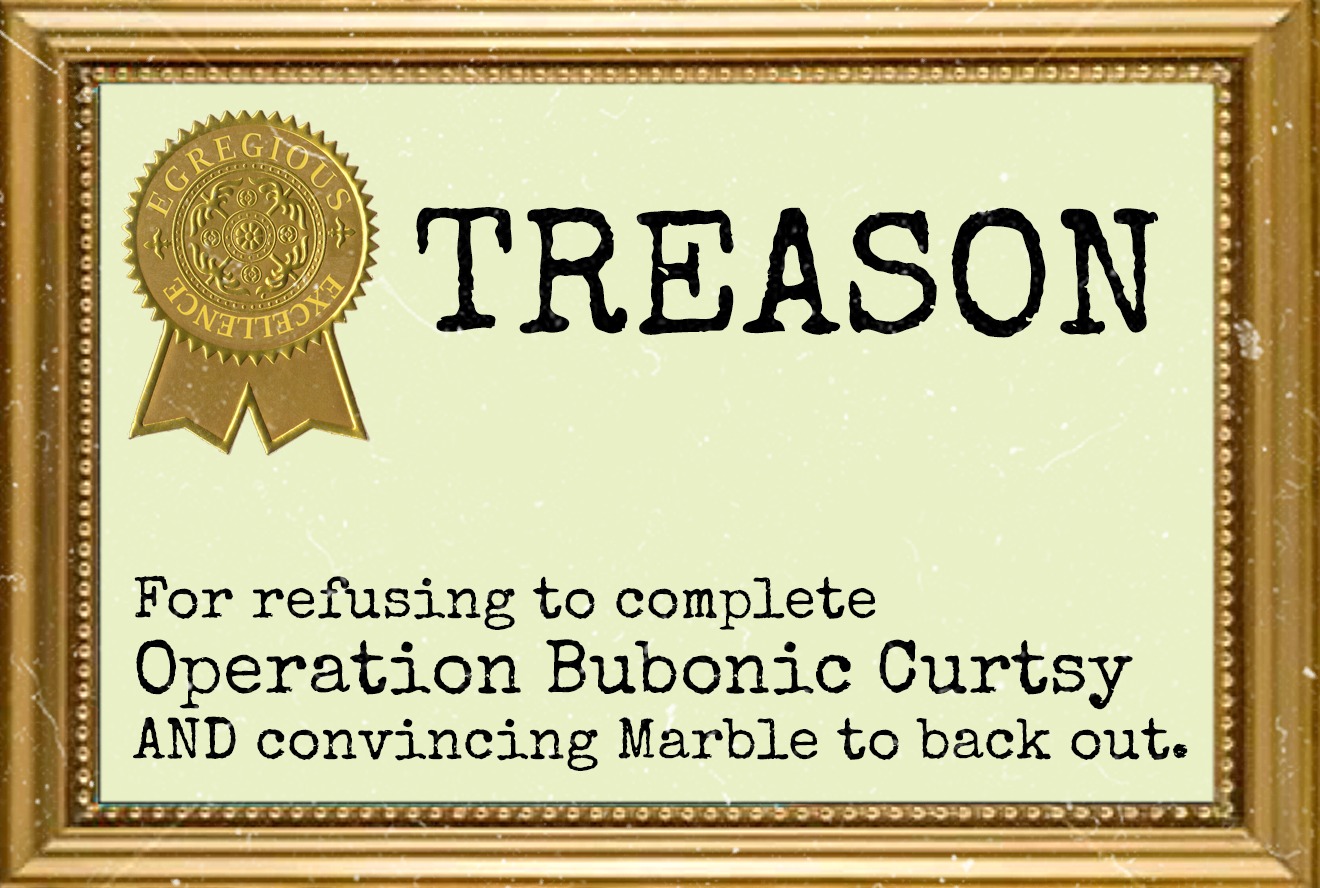 EGREGIOUS
EXCELLENCE
TREASON
For refusing to complete
Operation Bubonic Curtsy
AND convincing Marble to back out.